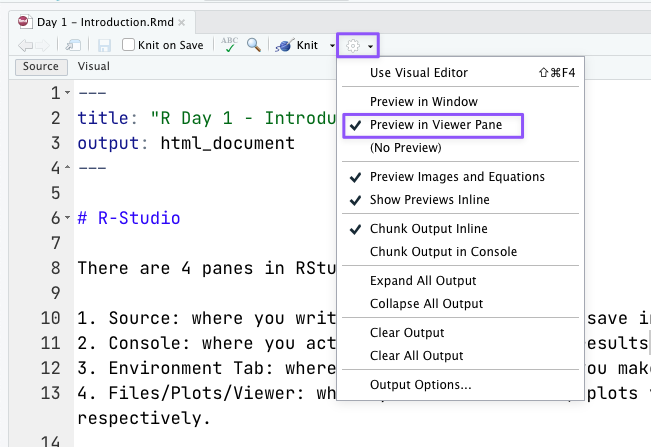 Day 1 - Introduction.Rmd
Knit on Save
ABC
Knit
Source
Visual
1 ---
2 title: "R Day 1 - Introdu
3 output: html_document
4 ---
5
6 # R-Studio
7
8 There are 4 panes in RStu
9
10 1. Source: where you writ save in
11 2. Console: where you act results
12 3. Environment Tab: where you mak
13 4. Files/Plots/Viewer: wh plots
respectively.
14
Use Visual Editor ⇧⌘F4
Preview in Window
✓ Preview in Viewer Pane
(No Preview)
✓ Preview Images and Equations
✓ Show Previews Inline
✓ Chunk Output Inline
Chunk Output in Console
Expand All Output
Collapse All Output
Clear Output
Clear All Output
Output Options...